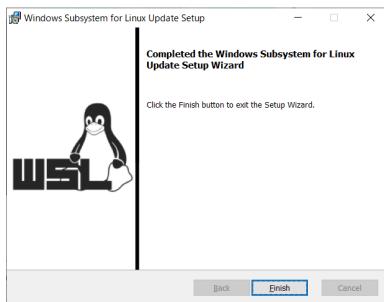 Windows Subsystem for Linux Update Setup
Completed the Windows Subsystem for Linux
Update Setup Wizard
Click the Finish button to exit the Setup Wizard.
WSL
Back
Finish
Cancel